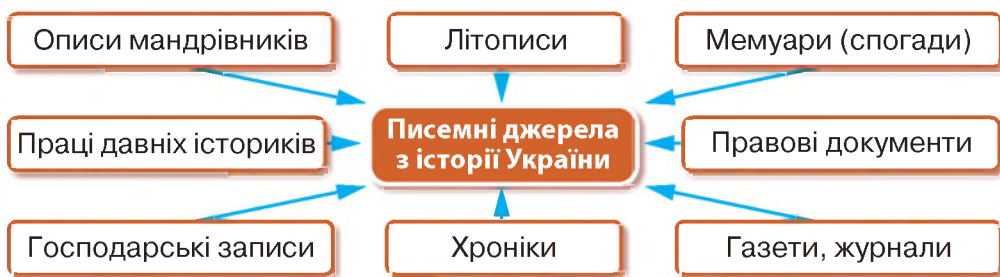 Описи мандрівників
Літописи
Мемуари (спогади)
Праці давніх істориків
Писемні джерела
з історії України
Правові документи
Господарські записи
Хроніки
Газети, журнали